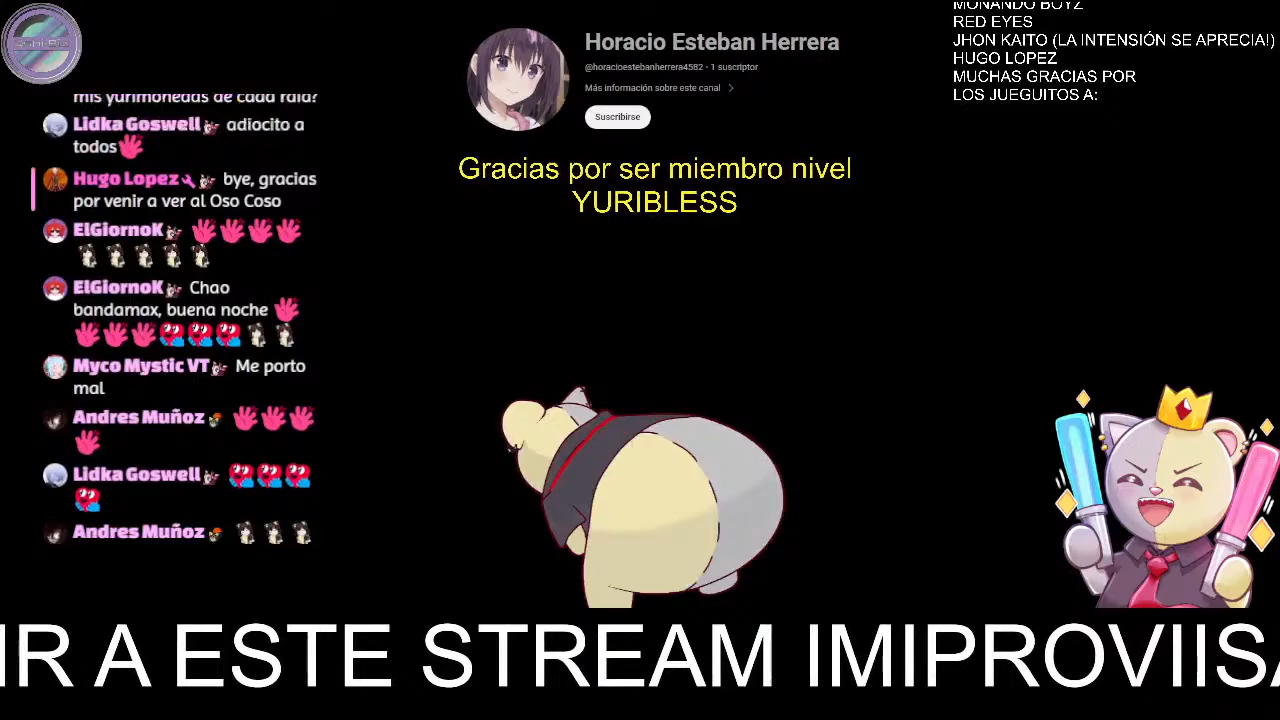 mis yurimonedas de cada raid?
Lidka Goswell adiocito a
todos
Hugo Lopez bye, gracias
por venir a ver al Oso Coso
ElGiornoK
ElGiornoK Chao
bandamax, buena noche
Myco Mystic VT Me porto
mal
Andres Muñoz
Lidka Goswell
Andres Muñoz
Horacio Esteban Herrera
@horacioestebanherrera4582 · 1 suscriptor
Más información sobre este canal
Suscribirse
Gracias por ser miembro nivel
YURIBLESS
MONANDO BOYZ
RED EYES
JHON KAITO (LA INTENSIÓN SE APRECIA!)
HUGO LOPEZ
MUCHAS GRACIAS POR
LOS JUEGUITOS A:
IR A ESTE STREAM IMIPROVIISA